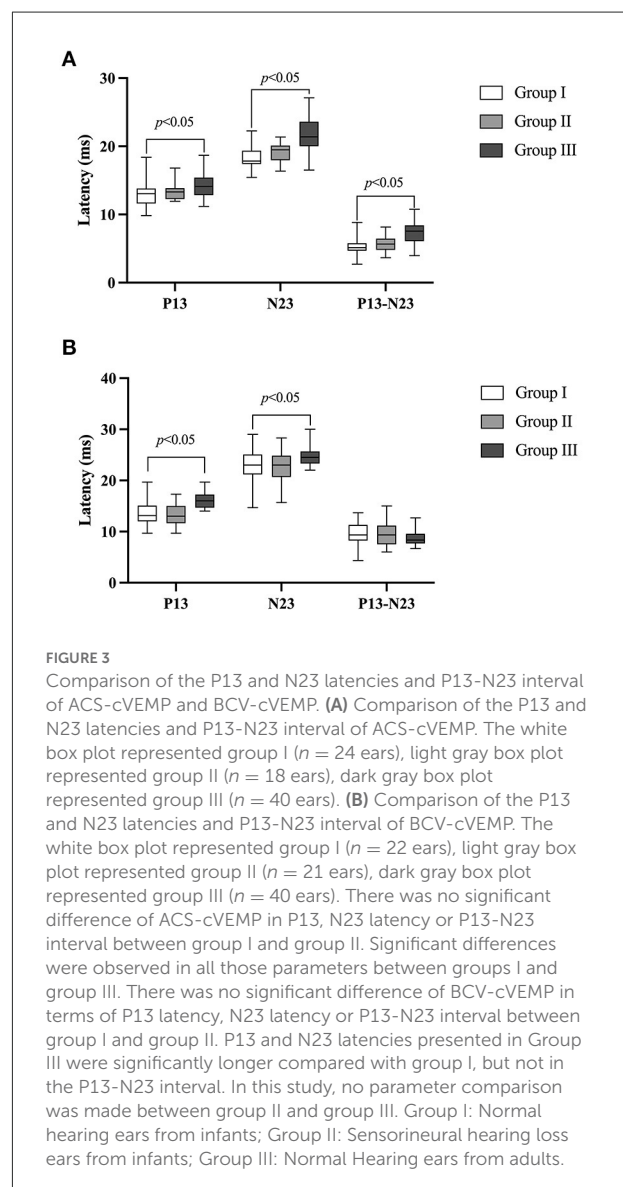 A
30
20
10
0
Latency (ms)
p<0.05
p<0.05
p<0.05
P13
N23
P13-N23
Group I
Group II
Group III
B
40
30
20
10
0
Latency (ms)
p<0.05
p<0.05
P13
N23
P13-N23
Group I
Group II
Group III
FIGURE 3
Comparison of the P13 and N23 latencies and P13-N23 interval
of ACS-cVEMP and BCV-cVEMP. (A) Comparison of the P13 and
N23 latencies and P13-N23 interval of ACS-cVEMP. The white
box plot represented group I (n = 24 ears), light gray box plot
represented group II (n = 18 ears), dark gray box plot
represented group III (n = 40 ears). (B) Comparison of the P13
and N23 latencies and P13-N23 interval of BCV-cVEMP. The
white box plot represented group I (n = 22 ears), light gray box
plot represented group II (n = 21 ears), dark gray box plot
represented group III (n = 40 ears). There was no significant
difference of ACS-cVEMP in P13, N23 latency or P13-N23
interval between group I and group II. Significant differences
were observed in all those parameters between groups I and
group III. There was no significant difference of BCV-cVEMP in
terms of P13 latency, N23 latency or P13-N23 interval between
group I and group II. P13 and N23 latencies presented in Group
III were significantly longer compared with group I, but not in
the P13-N23 interval. In this study, no parameter comparison
was made between group II and group III. Group I: Normal
hearing ears from infants; Group II: Sensorineural hearing loss
ears from infants; Group III: Normal Hearing ears from adults.